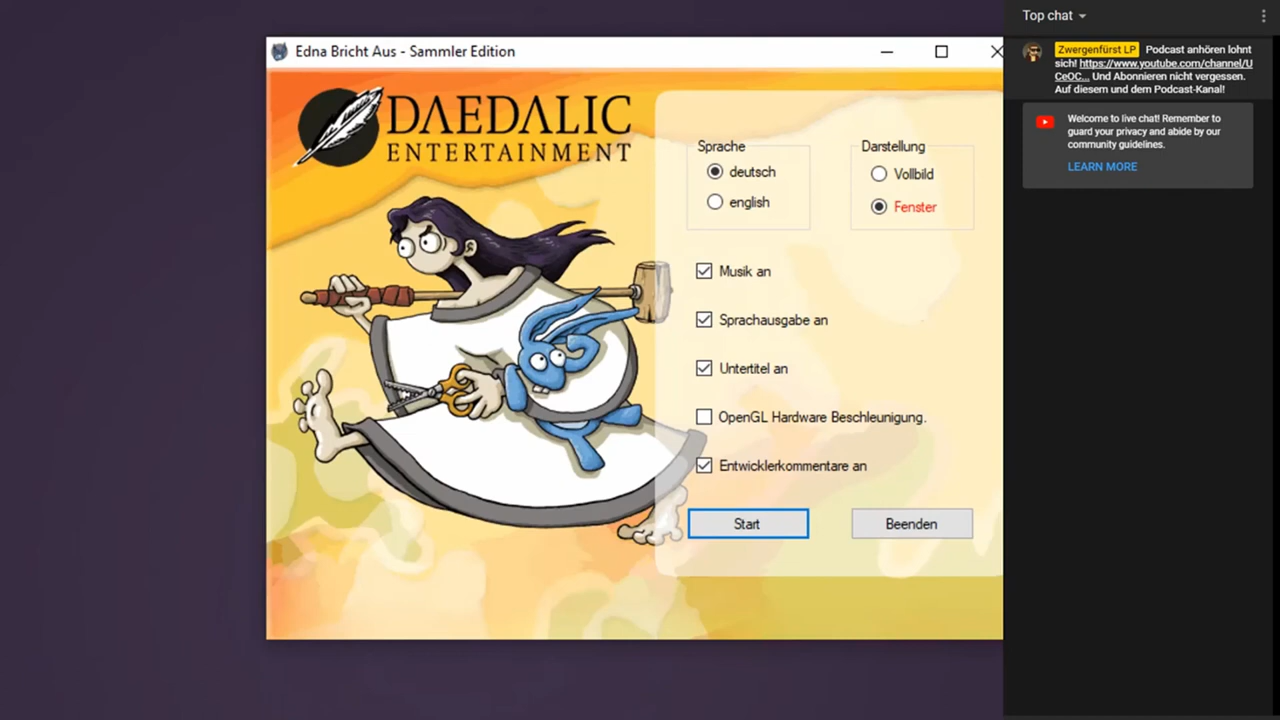 Edna Bricht Aus - Sammler Edition
DAEDALIC
ENTERTAINMENT
Sprache
deutsch
english
Darstellung
Vollbild
Fenster
Musik an
Sprachausgabe an
Untertitel an
OpenGL Hardware Beschleunigung.
Entwicklerkommentare an
Start
Beenden
Top chat
Zwergenfürst LP Podcast anhören lohnt
sich! https://www.youtube.com/channel/U
CeOC... Und Abonnieren nicht vergessen.
Auf diesem und dem Podcast-Kanal!
Welcome to live chat! Remember to
guard your privacy and abide by our
community guidelines.
LEARN MORE